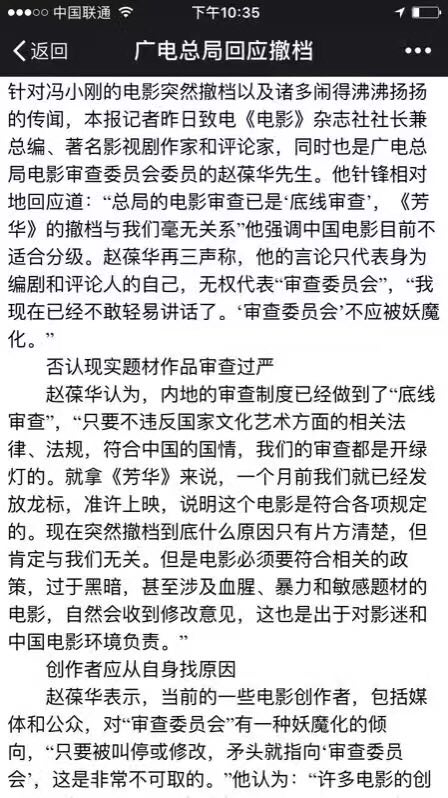 中国联通 下午10:35
返回 广电总局回应撤档
针对冯小刚的电影突然撤档以及诸多闹得沸沸扬扬
的传闻，本报记者昨日致电《电影》杂志社社长兼
总编、著名影视剧作家和评论家，同时也是广电总
局电影审查委员会委员的赵葆华先生。他针锋相对
地回应道：“总局的电影审查已是‘底线审查’，《芳
华》的撤档与我们毫无关系”他强调中国电影目前不
适合分级。赵葆华再三声称，他的言论只代表身为
编剧和评论人的自己，无权代表“审查委员会”，“我
现在已经不敢轻易讲话了。‘审查委员会’不应被妖魔
化。”
否认现实题材作品审查过严
赵葆华认为，内地的审查制度已经做到了“底线
审查”，“只要不违反国家文化艺术方面的相关法
律、法规，符合中国的国情，我们的审查都是开绿
灯的。就拿《芳华》来说，一个月前我们就已经发
放龙标，准许上映，说明这个电影是符合各项规定
的。现在突然撤档到底什么原因只有片方清楚，但
肯定与我们无关。但是电影必须要符合相关的政
策，过于黑暗，甚至涉及血腥、暴力和敏感题材的
电影，自然会收到修改意见，这也是出于对影迷和
中国电影环境负责。”
创作者应从自身找原因
赵葆华表示，当前的一些电影创作者，包括媒
体和公众，对“审查委员会”有一种妖魔化的倾
向，“只要被叫停或修改，矛头就指向‘审查委员
会’，这是非常不可取的。”他认为：“许多电影的创